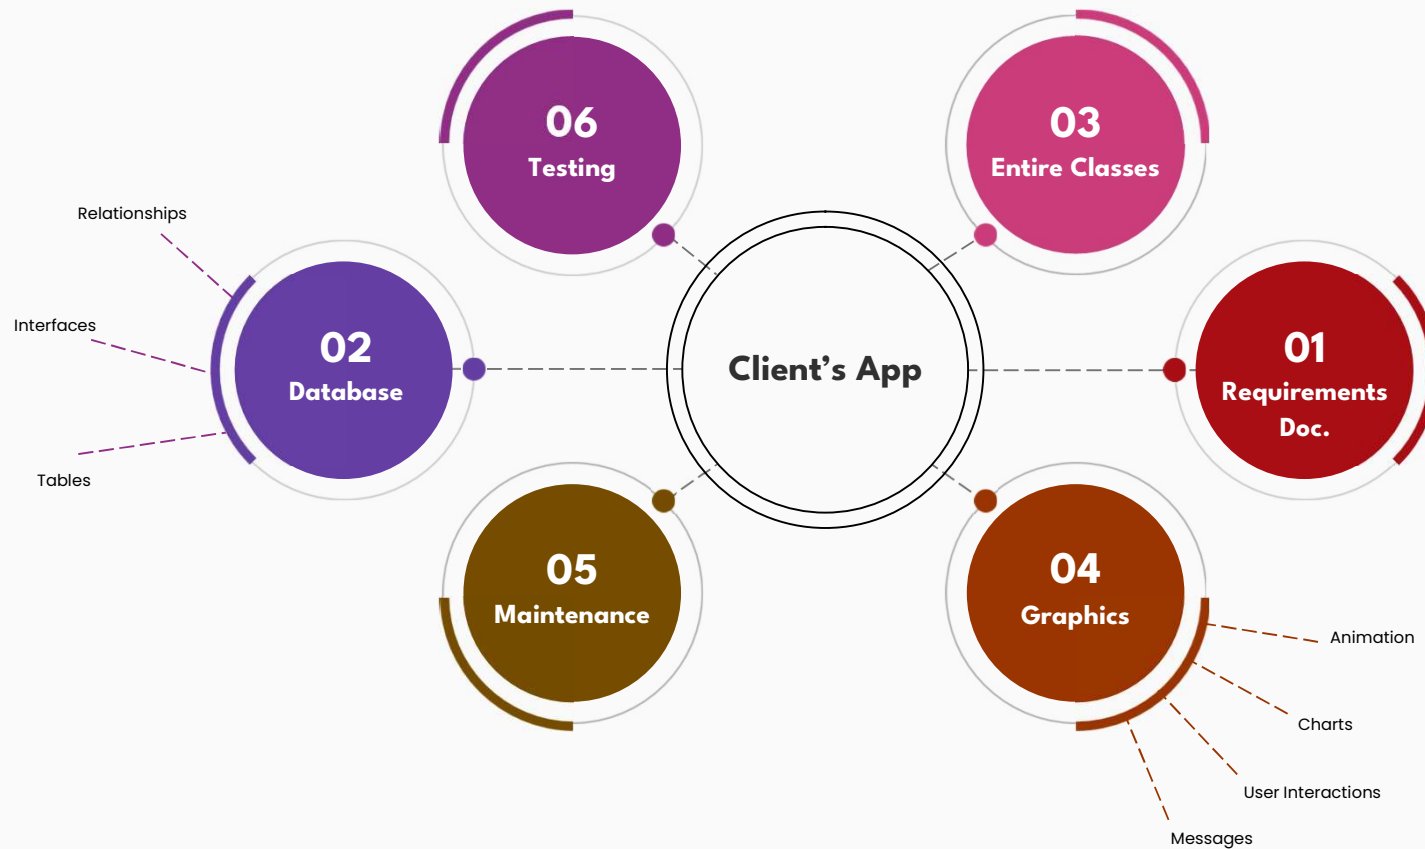 06
Testing
03
Entire Classes
Relationships
Interfaces
Tables
02
Database
Client’s App
01
Requirements
Doc.
05
Maintenance
04
Graphics
Animation
Charts
User Interactions
Messages